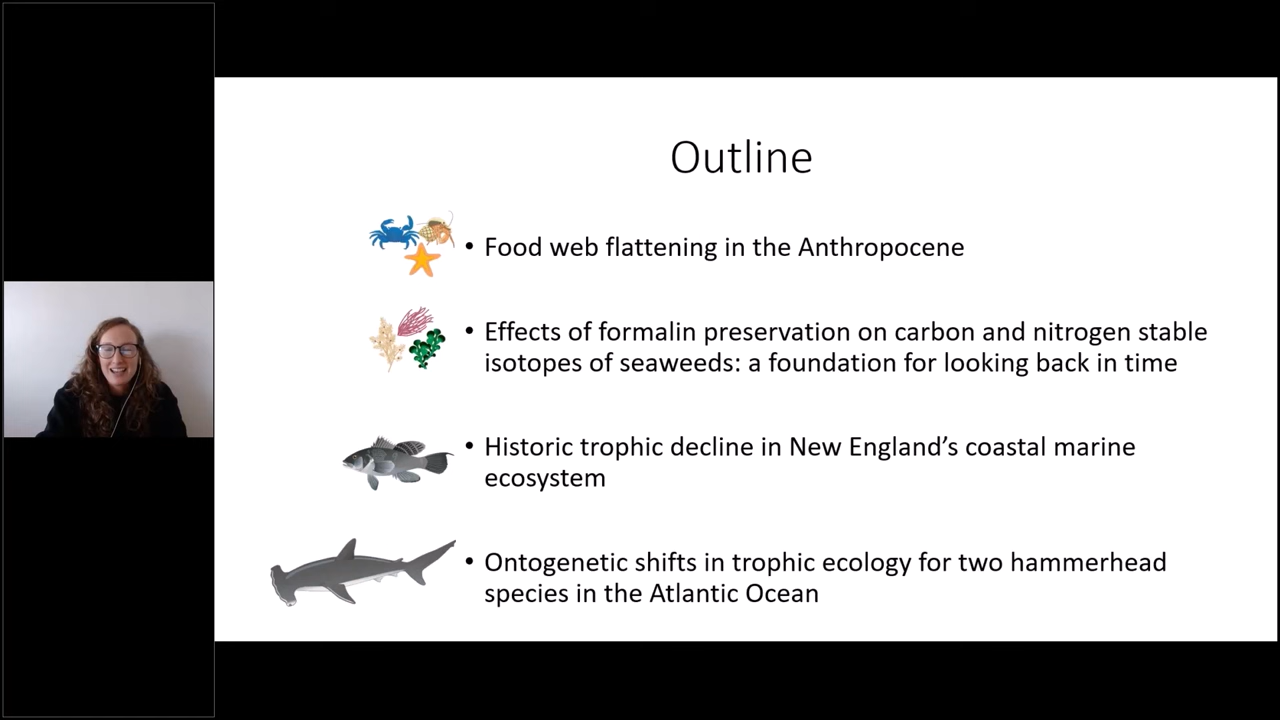 Outline
• Food web flattening in the Anthropocene
• Effects of formalin preservation on carbon and nitrogen stable
isotopes of seaweeds: a foundation for looking back in time
• Historic trophic decline in New England’s coastal marine
ecosystem
• Ontogenetic shifts in trophic ecology for two hammerhead
species in the Atlantic Ocean